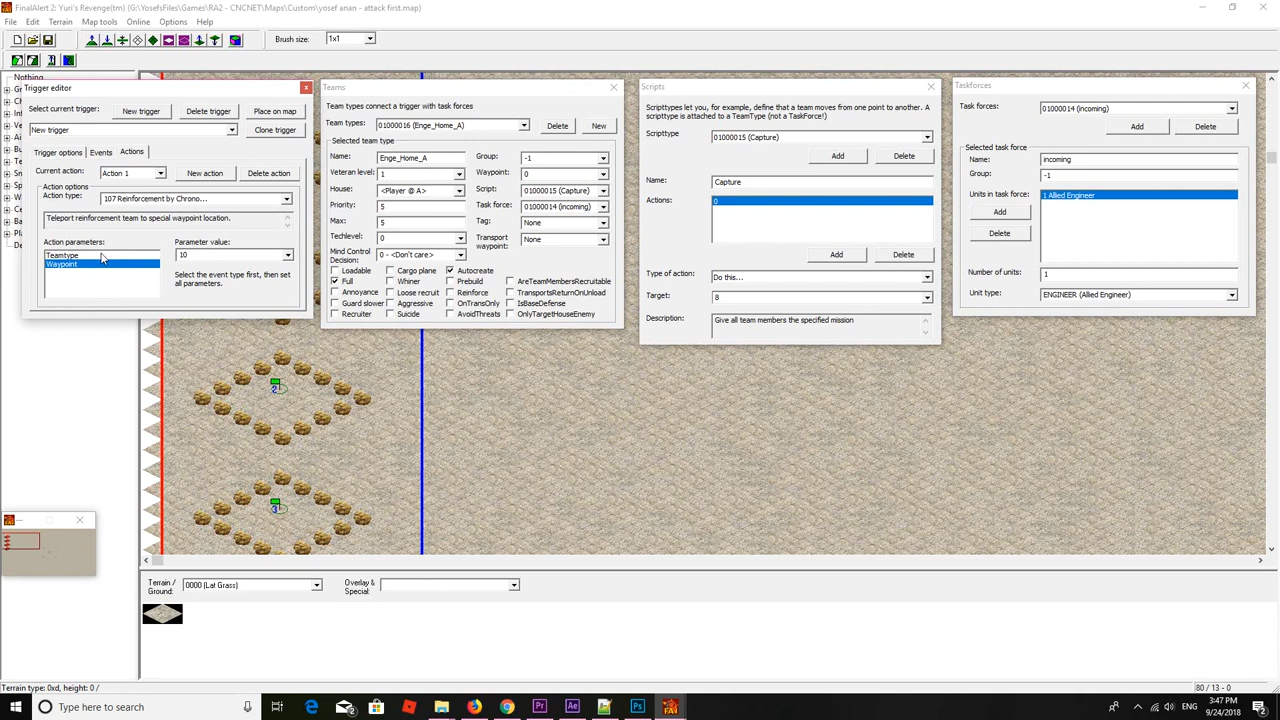 FinalAlert 2: Yuri's Revenge(tm) (G:\YosefsFiles\Games\RA2 - CNCNET\Maps\Custom\yosef anan - attack first.map)
File Edit Terrain Map tools Online Options Help
Brush size: 1x1
Nothing
Trigger editor
Select current trigger:
New trigger
Delete trigger
Place on map
New trigger
Clone trigger
Trigger options
Events
Actions
Current action:
Action 1
New action
Delete action
Action options
Action type:
107 Reinforcement by Chrono...
Teleport reinforcement team to special waypoint location.
Action parameters:
Parameter value:
Teamtype
Waypoint
10
Select the event type first, then set
all parameters.
Teams
Team types connect a trigger with task forces
Team types:
01000016 (Enge_Home_A)
Delete
New
Selected team type
Name:
Enge_Home_A
Group:
-1
Veteran level:
1
Waypoint:
0
House:
<Player @ A>
Script:
01000015 (Capture)
Priority:
5
Task force:
01000014 (incoming)
Max:
5
Tag:
None
Techlevel:
0
Transport
waypoint:
None
Mind Control
Decision:
0 - <Don't care>
Loadable
Cargo plane
Autocreate
Full
Whiner
Prebuild
AreTeamMembersRecruitable
Annoyance
Loose recruit
Reinforce
TransportsReturnOnUnload
Guard slower
Aggressive
OnTransOnly
IsBaseDefense
Recruiter
Suicide
AvoidThreats
OnlyTargetHouseEnemy
Scripts
Scripttypes let you, for example, define that a team moves from one point to another. A
scripttype is attached to a TeamType (not a TaskForce!)
Scripttype
01000015 (Capture)
Add
Delete
Name:
Capture
Actions:
0
Add
Delete
Type of action:
Do this...
Target:
8
Description:
Give all team members the specified mission
Taskforces
Task forces:
01000014 (incoming)
Add
Delete
Selected task force
Name:
incoming
Group:
-1
Units in task force:
1 Allied Engineer
Add
Delete
Number of units:
1
Unit type:
ENGINEER (Allied Engineer)
2
3
Terrain /
Ground:
0000 (Lat Grass)
Overlay &
Special:
Terrain type: 0xd, height: 0 /
80 / 13 - 0
Type here to search
ENG
3:47 PM
9/24/2018